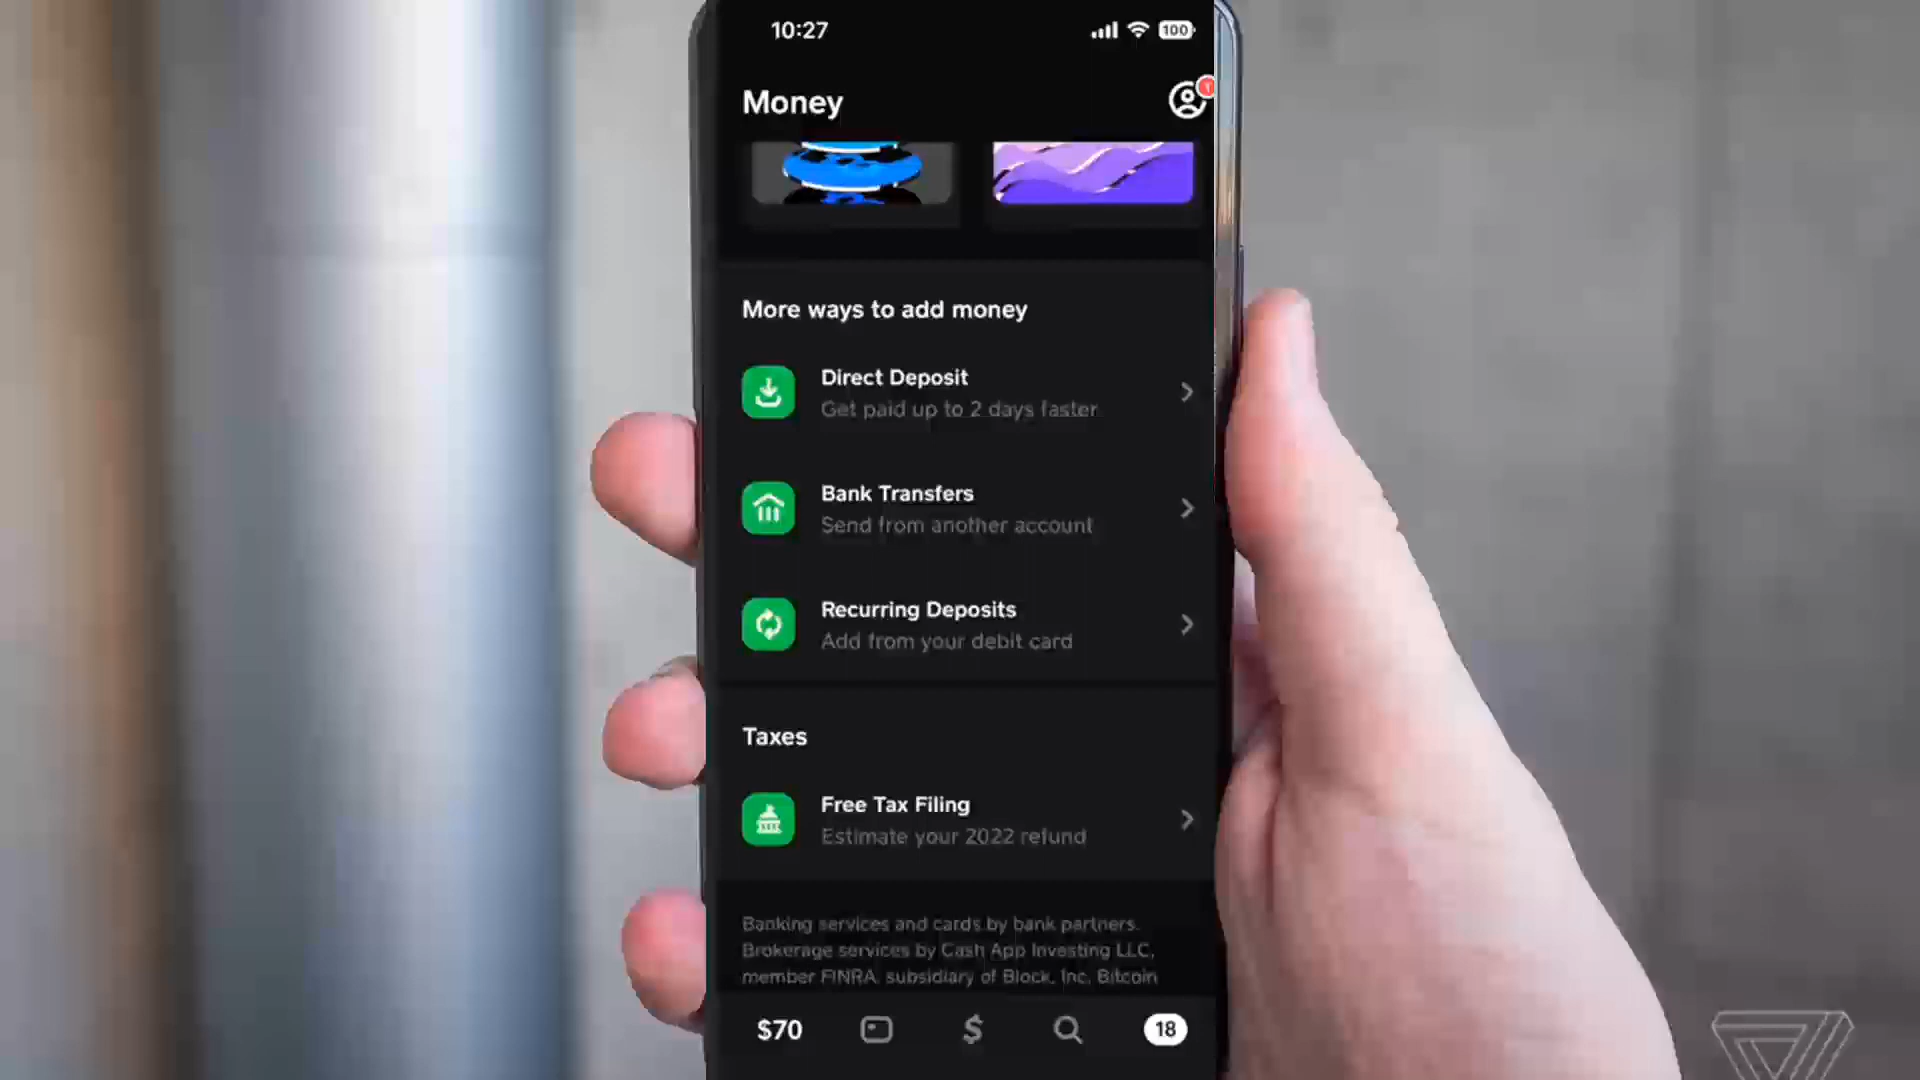 10:27
100
Money
More ways to add money
Direct Deposit
Get paid up to 2 days faster
Bank Transfers
Send from another account
Recurring Deposits
Add from your debit card
Taxes
Free Tax Filing
Estimate your 2022 refund
Banking services and cards by bank partners.
Brokerage services by Cash App Investing LLC,
member FINRA, subsidiary of Block, Inc. Bitcoin
$70
$
18